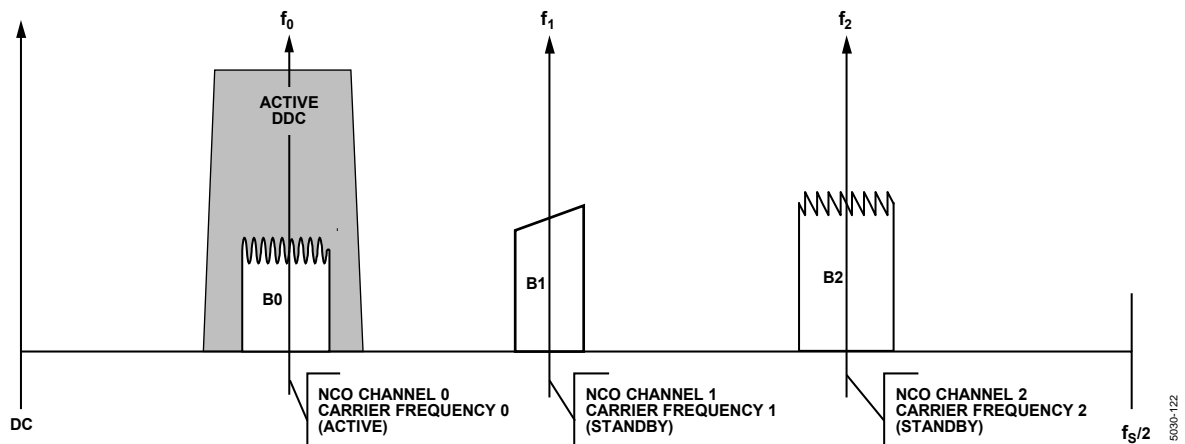 f0
f1
f2
ACTIVE
DDC
B0
B1
B2
NCO CHANNEL 0
CARRIER FREQUENCY 0
(ACTIVE)
NCO CHANNEL 1
CARRIER FREQUENCY 1
(STANDBY)
NCO CHANNEL 2
CARRIER FREQUENCY 2
(STANDBY)
DC
fS/2
5030-122